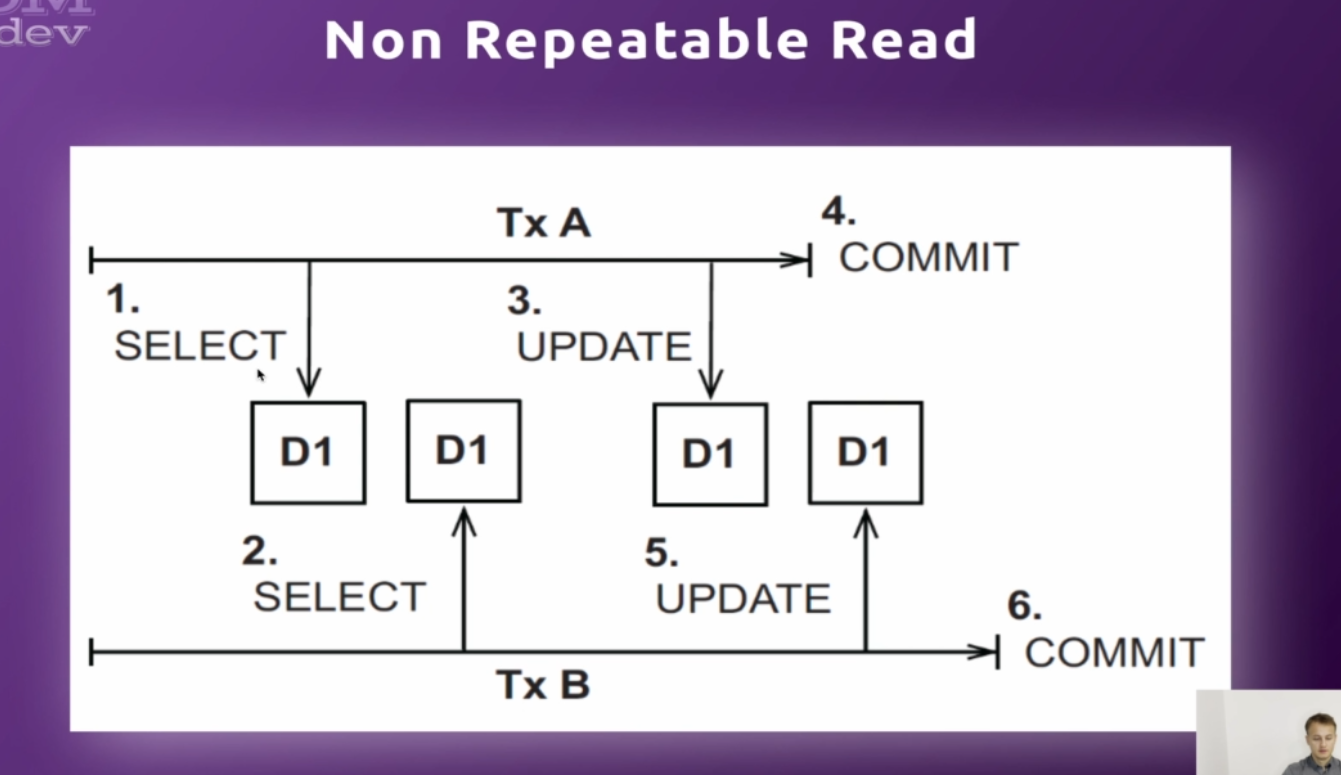 dev
Non Repeatable Read
Tx A
4.
COMMIT
1.
SELECT
3.
UPDATE
D1
D1
D1
D1
2.
SELECT
5.
UPDATE
6.
COMMIT
Tx B